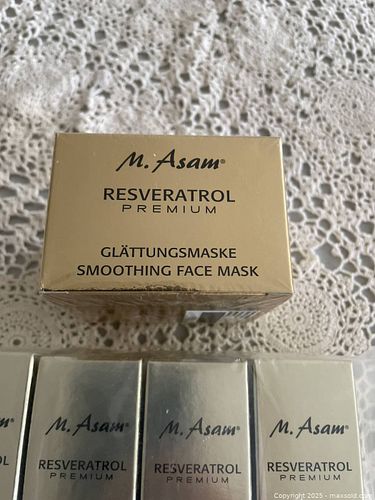 M. Asam®
RESVERATROL
PREMIUM
GLÄTTUNGSMASKE
SMOOTHING FACE MASK
M. Asam®
RESVERATROL
PREMIUM
M. Asam®
RESVERATROL
PREMIUM
M. Asam®
RESVERATROL
PREMIUM
Copyright 2025 - maxsold.com